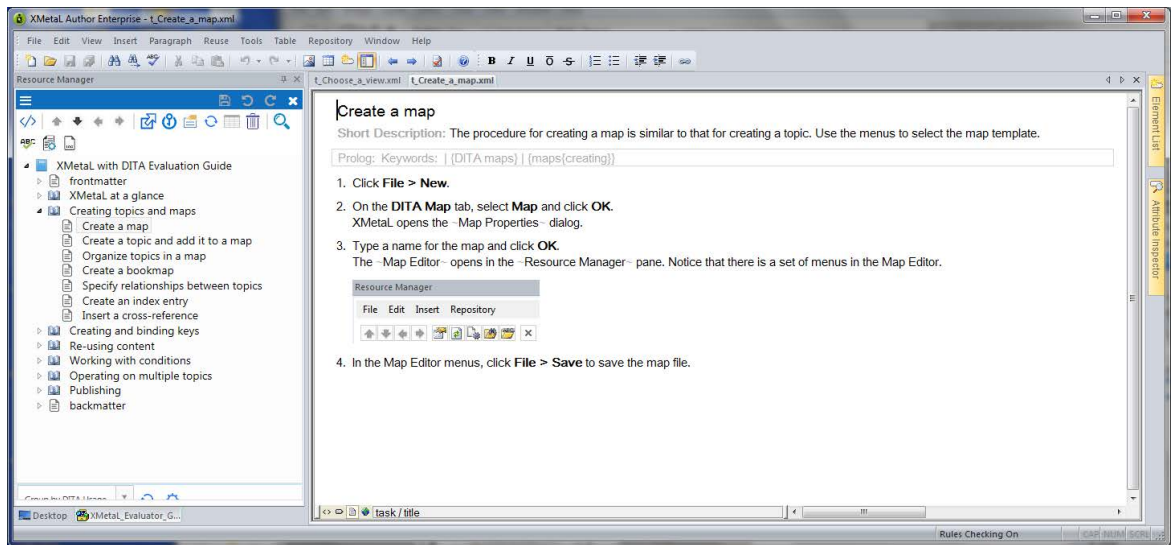 XMetaL Author Enterprise - t_Create_a_map.xml
File Edit View Insert Paragraph Reuse Tools Table Repository Window Help
B I U O S
Resource Manager
t_Choose_a_view.xml t_Create_a_map.xml
ABC
XMetaL with DITA Evaluation Guide
frontmatter
XMetaL at a glance
Creating topics and maps
Create a map
Create a topic and add it to a map
Organize topics in a map
Create a bookmap
Specify relationships between topics
Create an index entry
Insert a cross-reference
Creating and binding keys
Re-using content
Working with conditions
Operating on multiple topics
Publishing
backmatter
Group by DITA Usage
Desktop XMetaL_Evaluator_G...
Create a map
Short Description: The procedure for creating a map is similar to that for creating a topic. Use the menus to select the map template.
Prolog: Keywords: | {DITA maps} | {maps{creating}}
1. Click File > New.
2. On the DITA Map tab, select Map and click OK.
XMetaL opens the ~Map Properties~ dialog.
3. Type a name for the map and click OK.
The ~Map Editor~ opens in the ~Resource Manager~ pane. Notice that there is a set of menus in the Map Editor.
Resource Manager
File Edit Insert Repository
4. In the Map Editor menus, click File > Save to save the map file.
task / title
Element List
Attribute Inspector
Rules Checking On
CAP NUM SCRL